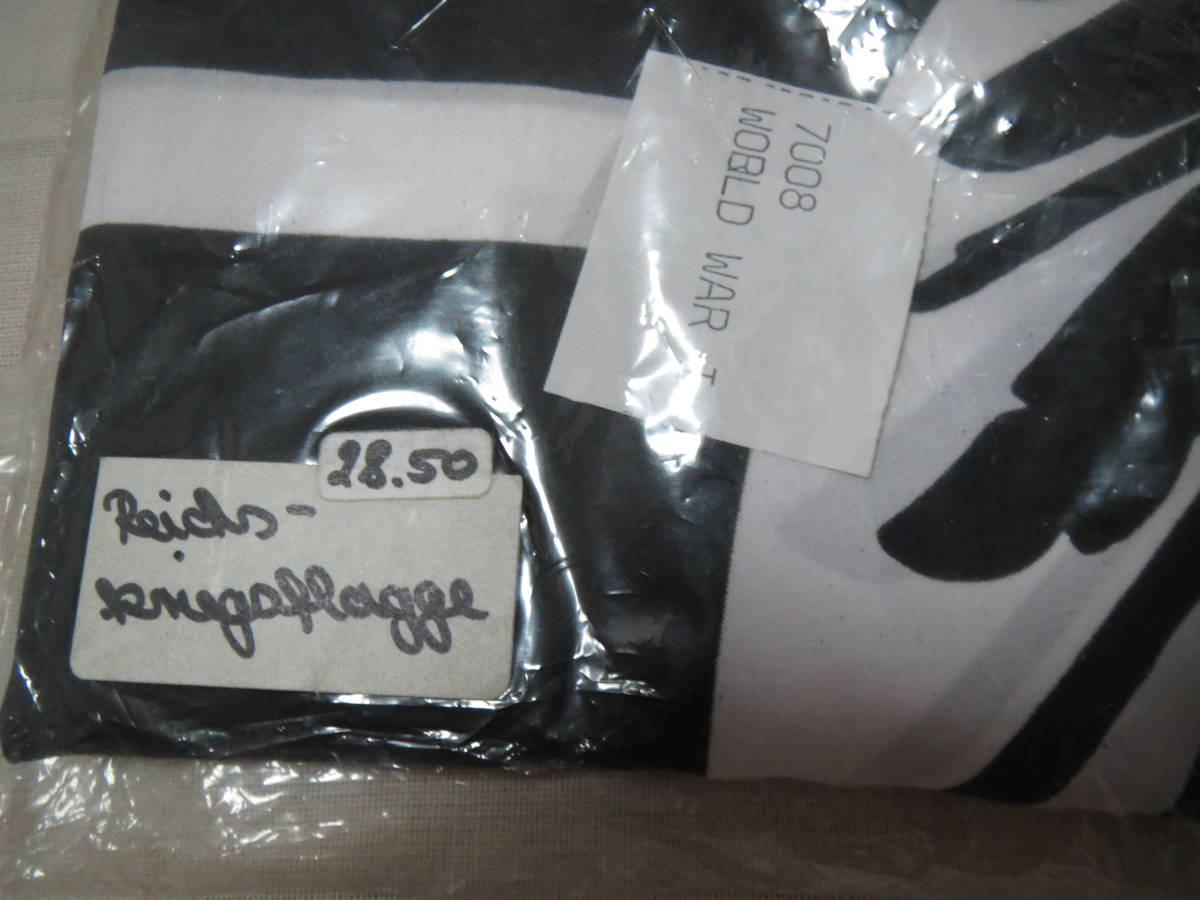 7008
WORLD WAR I
28.50
Reichs-
kriegsflagge